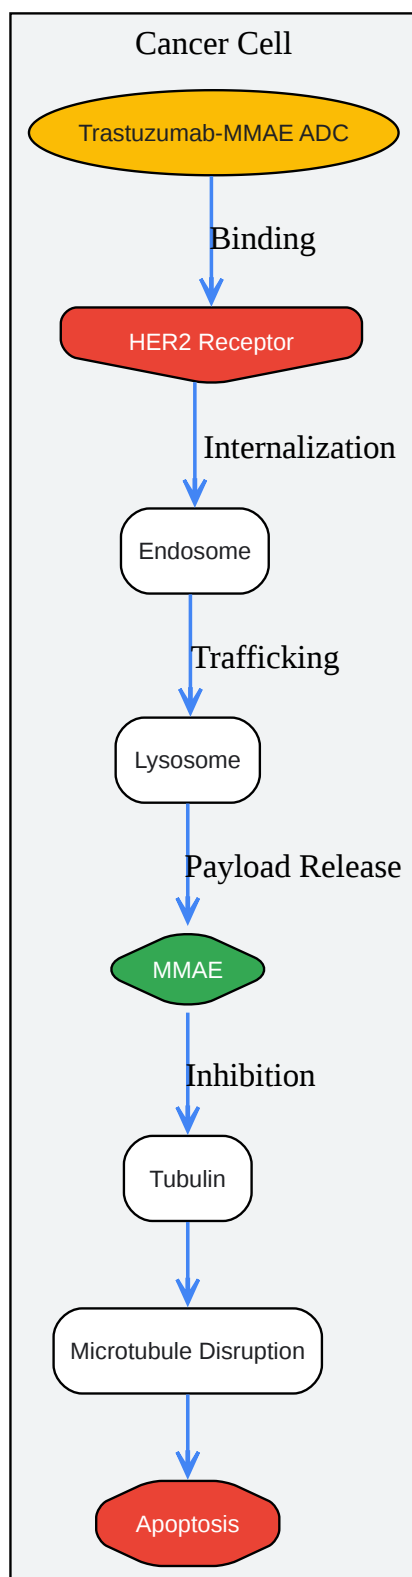 Cancer Cell
Trastuzumab-MMAE ADC
Binding
HER2 Receptor
Internalization
Endosome
Trafficking
Lysosome
Payload Release
MMAE
Inhibition
Tubulin
Microtubule Disruption
Apoptosis